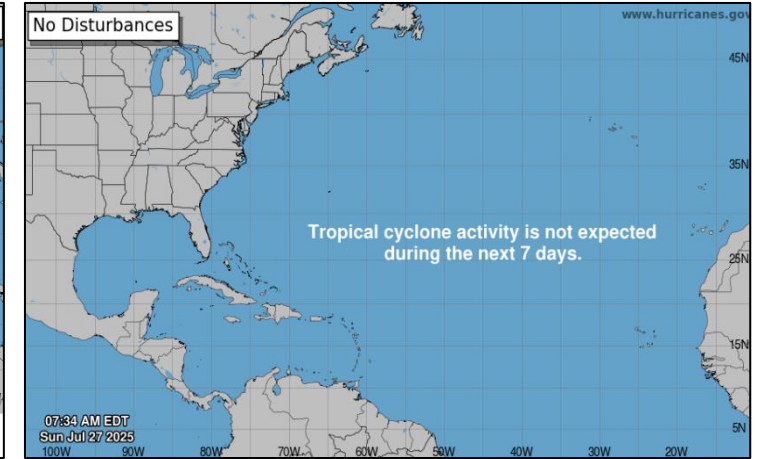 No Disturbances
www.hurricanes.gov
45N
35N
Tropical cyclone activity is not expected
during the next 7 days.
25N
15N
07:34 AM EDT
Sun Jul 27 2025
5N
100W 90W 80W 70W 60W 50W 40W 30W 20W